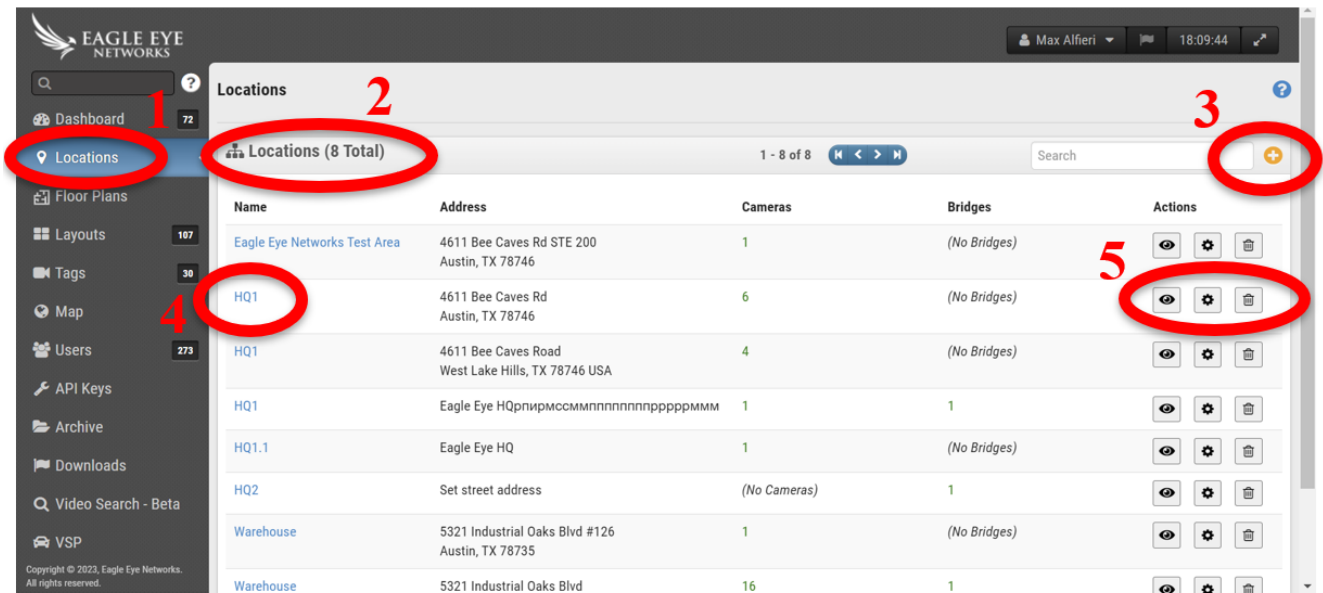 EAGLE EYE
NETWORKS
Max Alfieri
18:09:44
?
1
Dashboard 72
Locations
Floor Plans
Layouts 107
Tags 30
Map
4
Users 273
API Keys
Archive
Downloads
Video Search - Beta
VSP
Copyright © 2023, Eagle Eye Networks.
All rights reserved.
Locations
?
2
3
Locations (8 Total) 1 - 8 of 8 Search
Name Address Cameras Bridges Actions
Eagle Eye Networks Test Area 4611 Bee Caves Rd STE 200 1 (No Bridges)
Austin, TX 78746
5
HQ1 4611 Bee Caves Rd 6 (No Bridges)
Austin, TX 78746
HQ1 4611 Bee Caves Road 4 (No Bridges)
West Lake Hills, TX 78746 USA
HQ1 Eagle Eye HQрпирмссммпппппппппрррррммм 1 1
HQ1.1 Eagle Eye HQ 1 (No Bridges)
HQ2 Set street address (No Cameras) 1
Warehouse 5321 Industrial Oaks Blvd #126 1 (No Bridges)
Austin, TX 78735
Warehouse 5321 Industrial Oaks Blvd 16 1